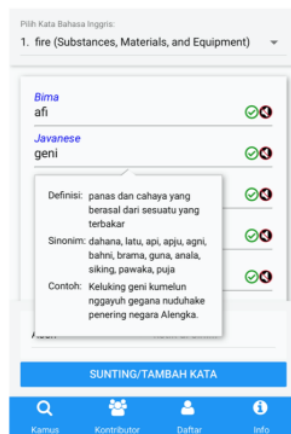 Pilih Kata Bahasa Inggris:
1. fire (Substances, Materials, and Equipment)
Bima
afi
Javanese
geni
Definisi: panas dan cahaya yang
berasal dari sesuatu yang
terbakar
Sinonim: dahana, latu, api, apju, agni,
bahni, brama, guna, anala,
siking, pawaka, puja
Contoh: Keluking geni kumelun
nggayuh gegana nuduhake
penering negara Alengka.
SUNTING/TAMBAH KATA
Kamus Kontributor Daftar Info